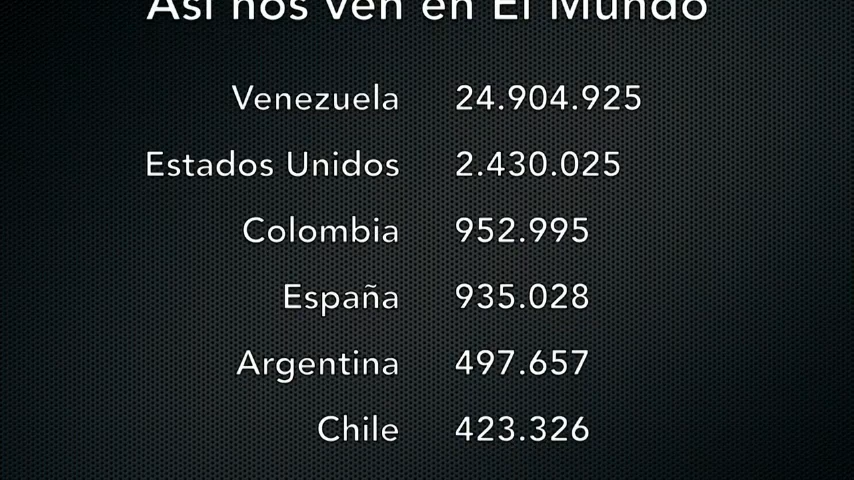 Así nos ven en El Mundo
Venezuela 24.904.925
Estados Unidos 2.430.025
Colombia 952.995
España 935.028
Argentina 497.657
Chile 423.326